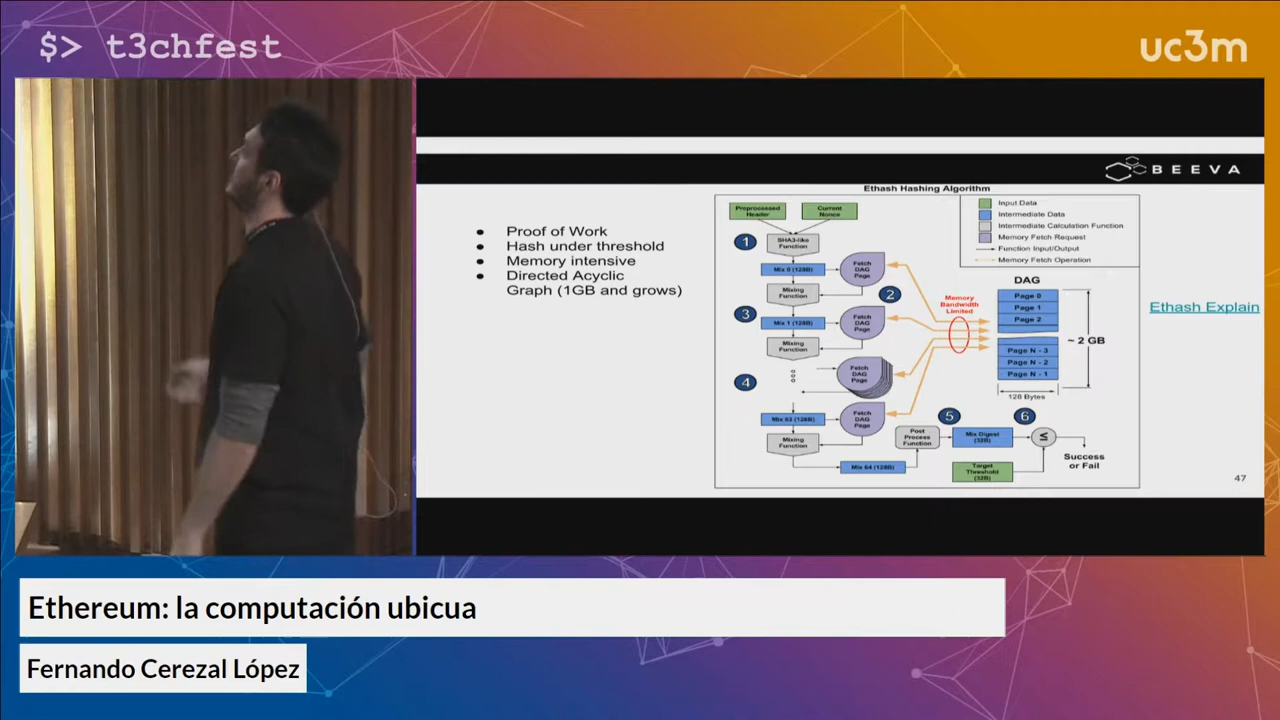 $> t3chfest
uc3m
BEEVA
Ethash Hashing Algorithm
Proof of Work
Hash under threshold
Memory intensive
Directed Acyclic
Graph (1GB and grows)
Preprocessed
Header
Current
Nonce
1
SHA3-like
Function
Mix 0 (128B)
Fetch
DAG
Page
Mixing
Function
2
3
Mix 1 (128B)
Fetch
DAG
Page
Mixing
Function
4
Fetch
DAG
Page
Mix 63 (128B)
Fetch
DAG
Page
Mixing
Function
Mix 64 (128B)
Post
Process
Function
5
Mix Digest
(32B)
6
≤
Target
Threshold
(32B)
Success
or Fail
Input Data
Intermediate Data
Intermediate Calculation Function
Memory Fetch Request
Function Input/Output
Memory Fetch Operation
Memory
Bandwidth
Limited
DAG
Page 0
Page 1
Page 2
Page N - 3
Page N - 2
Page N - 1
~ 2 GB
128 Bytes
Ethash Explain
47
Ethereum: la computación ubicua
Fernando Cerezal López